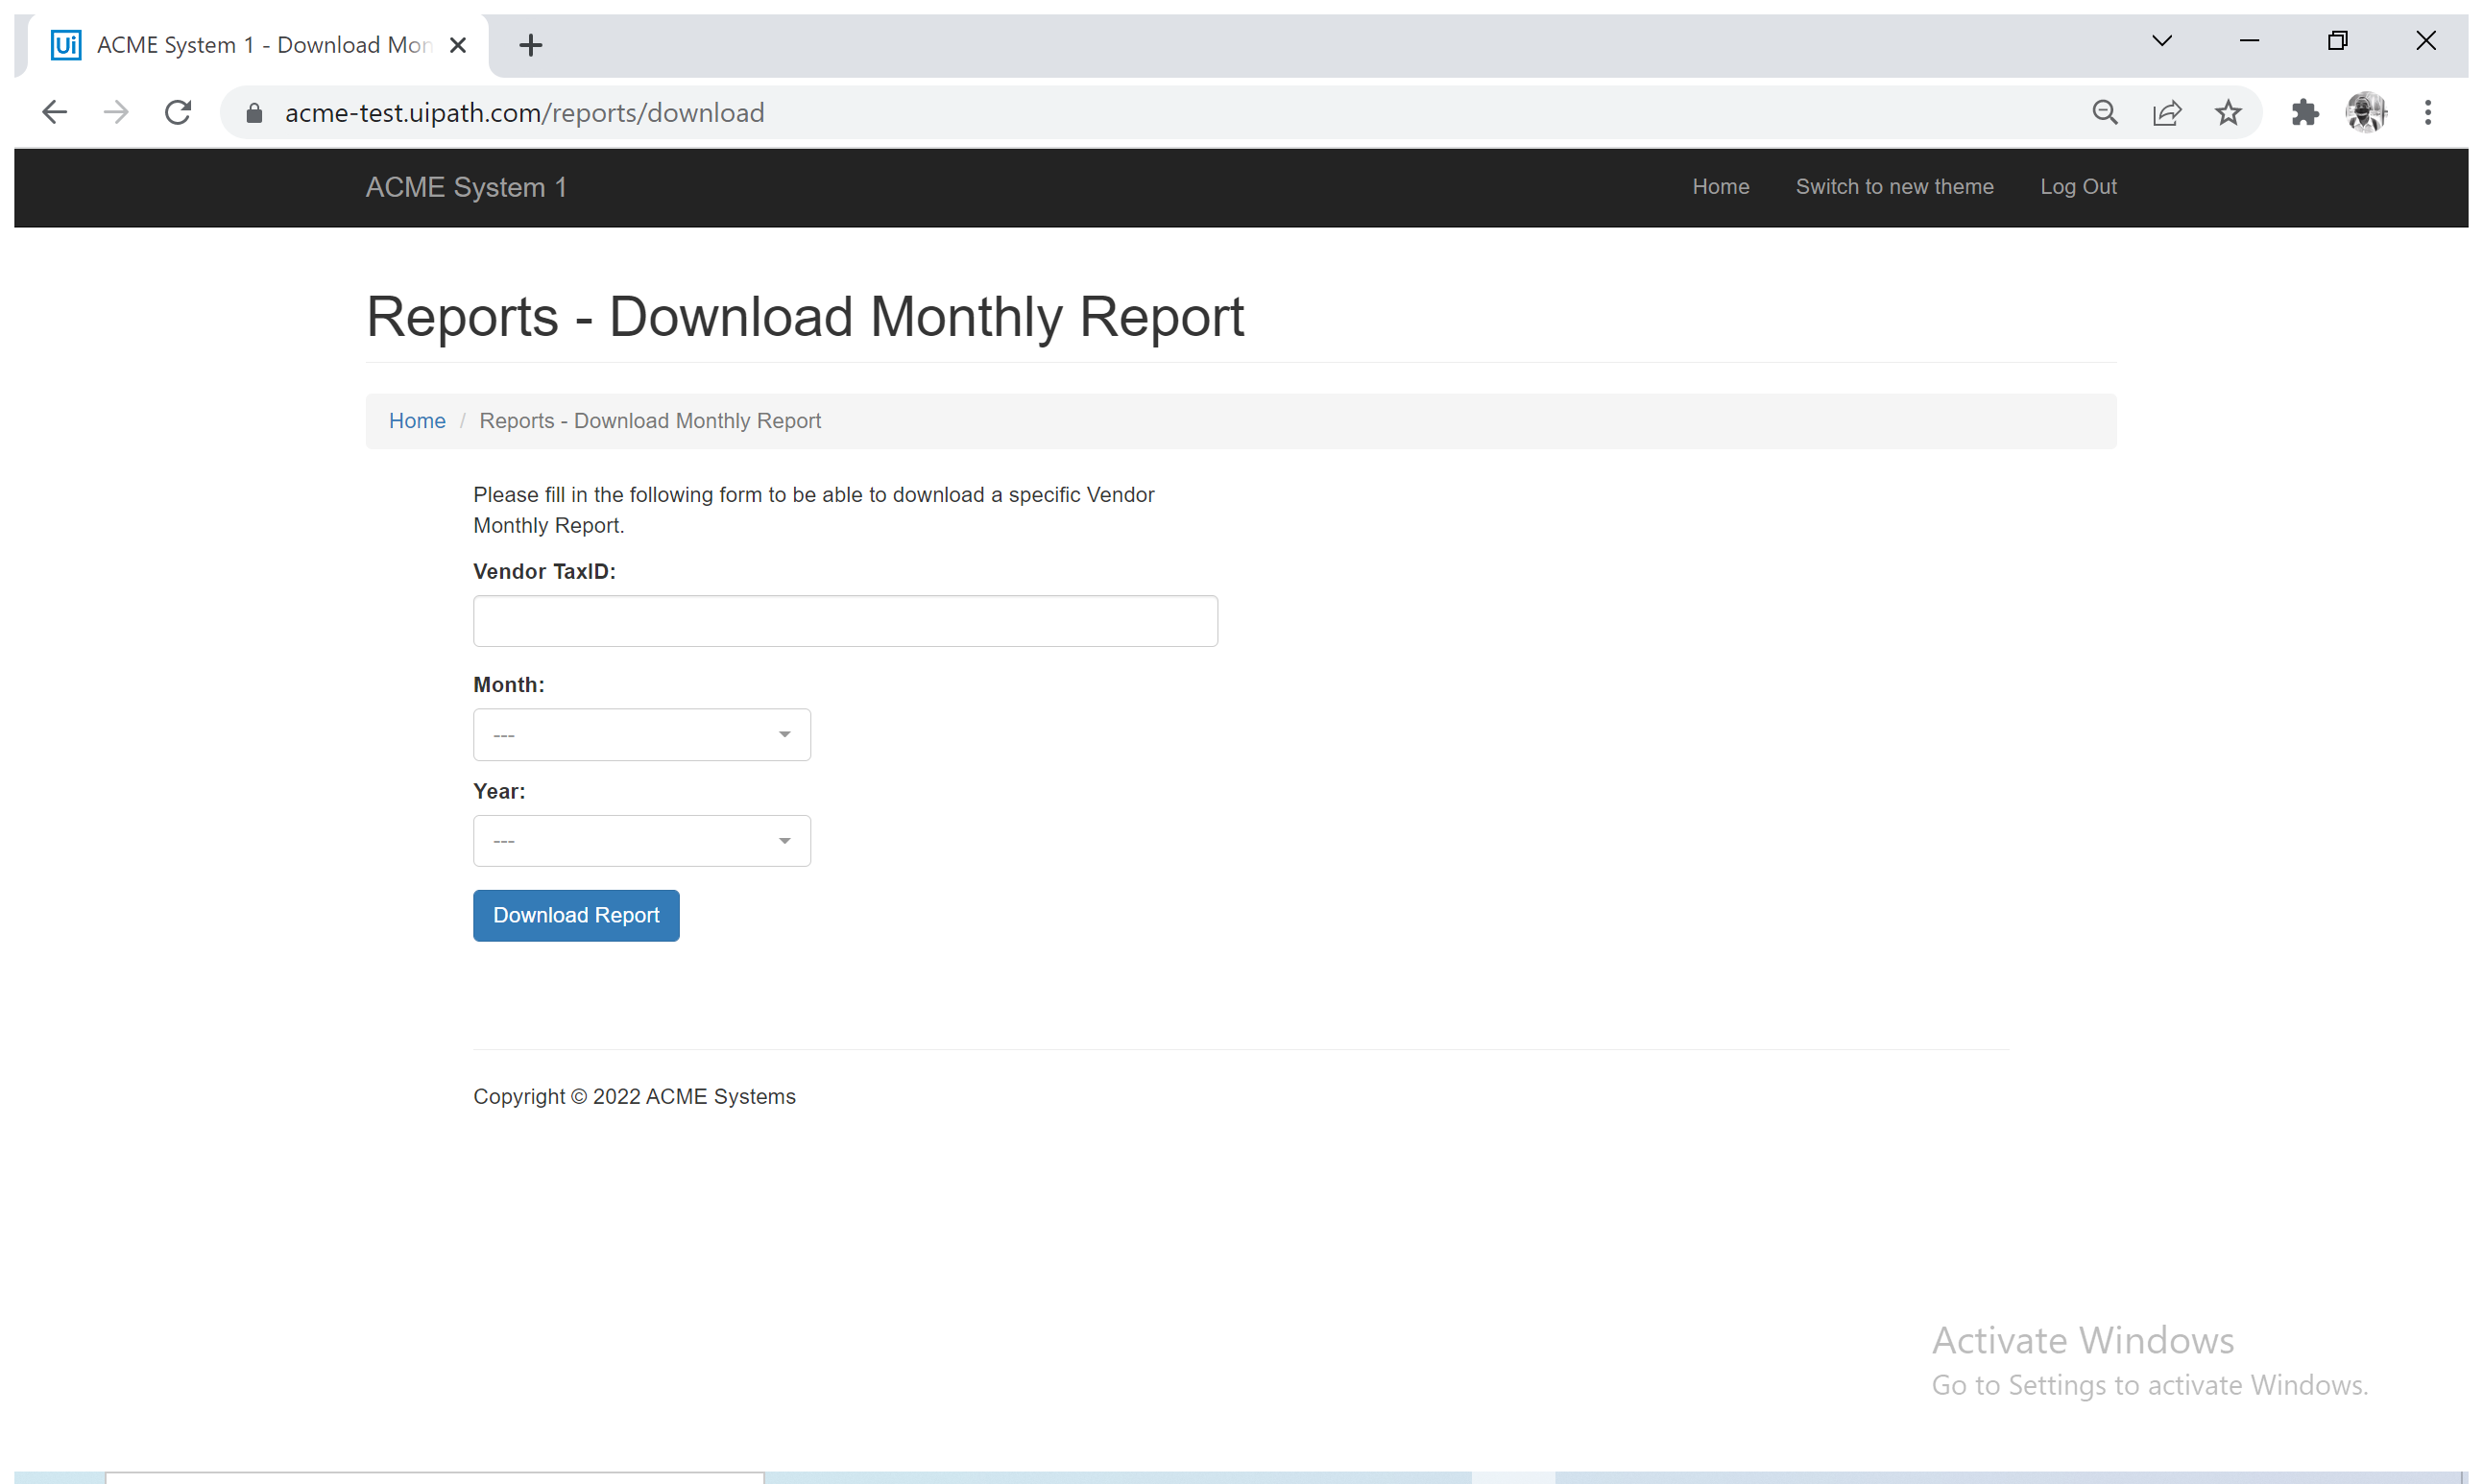 Ui ACME System 1 - Download Mon
acme-test.uipath.com/reports/download
ACME System 1 Home Switch to new theme Log Out
Reports - Download Monthly Report
Home / Reports - Download Monthly Report
Please fill in the following form to be able to download a specific Vendor
Monthly Report.
Vendor TaxID:
Month:
---
Year:
---
Download Report
Copyright © 2022 ACME Systems
Activate Windows
Go to Settings to activate Windows.